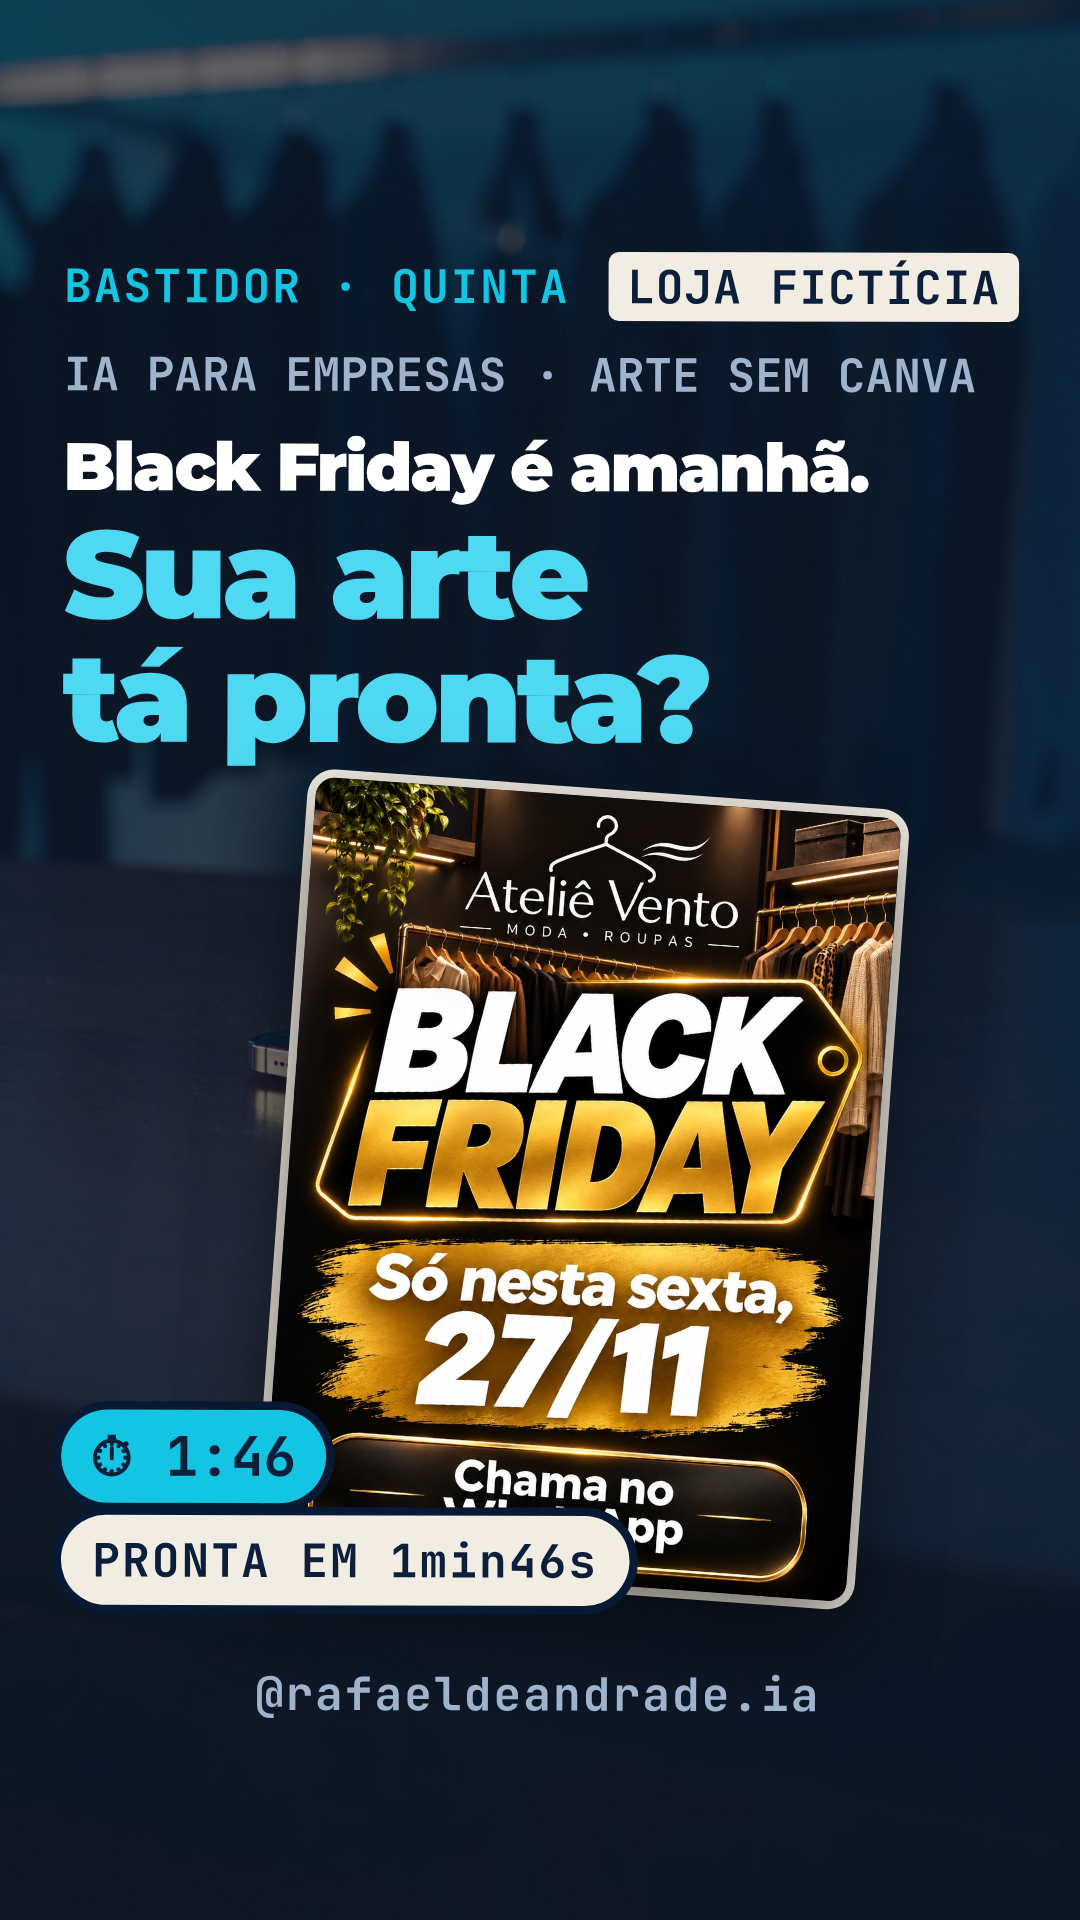 BASTIDOR · QUINTA LOJA FICTÍCIA
IA PARA EMPRESAS · ARTE SEM CANVA
Black Friday é amanhã.
Sua arte
tá pronta?
Ateliê Vento
MODA • ROUPAS
BLACK
FRIDAY
Só nesta sexta,
27/11
Chama no
WhatsApp
⏱ 1:46
PRONTA EM 1min46s
@rafaeldeandrade.ia